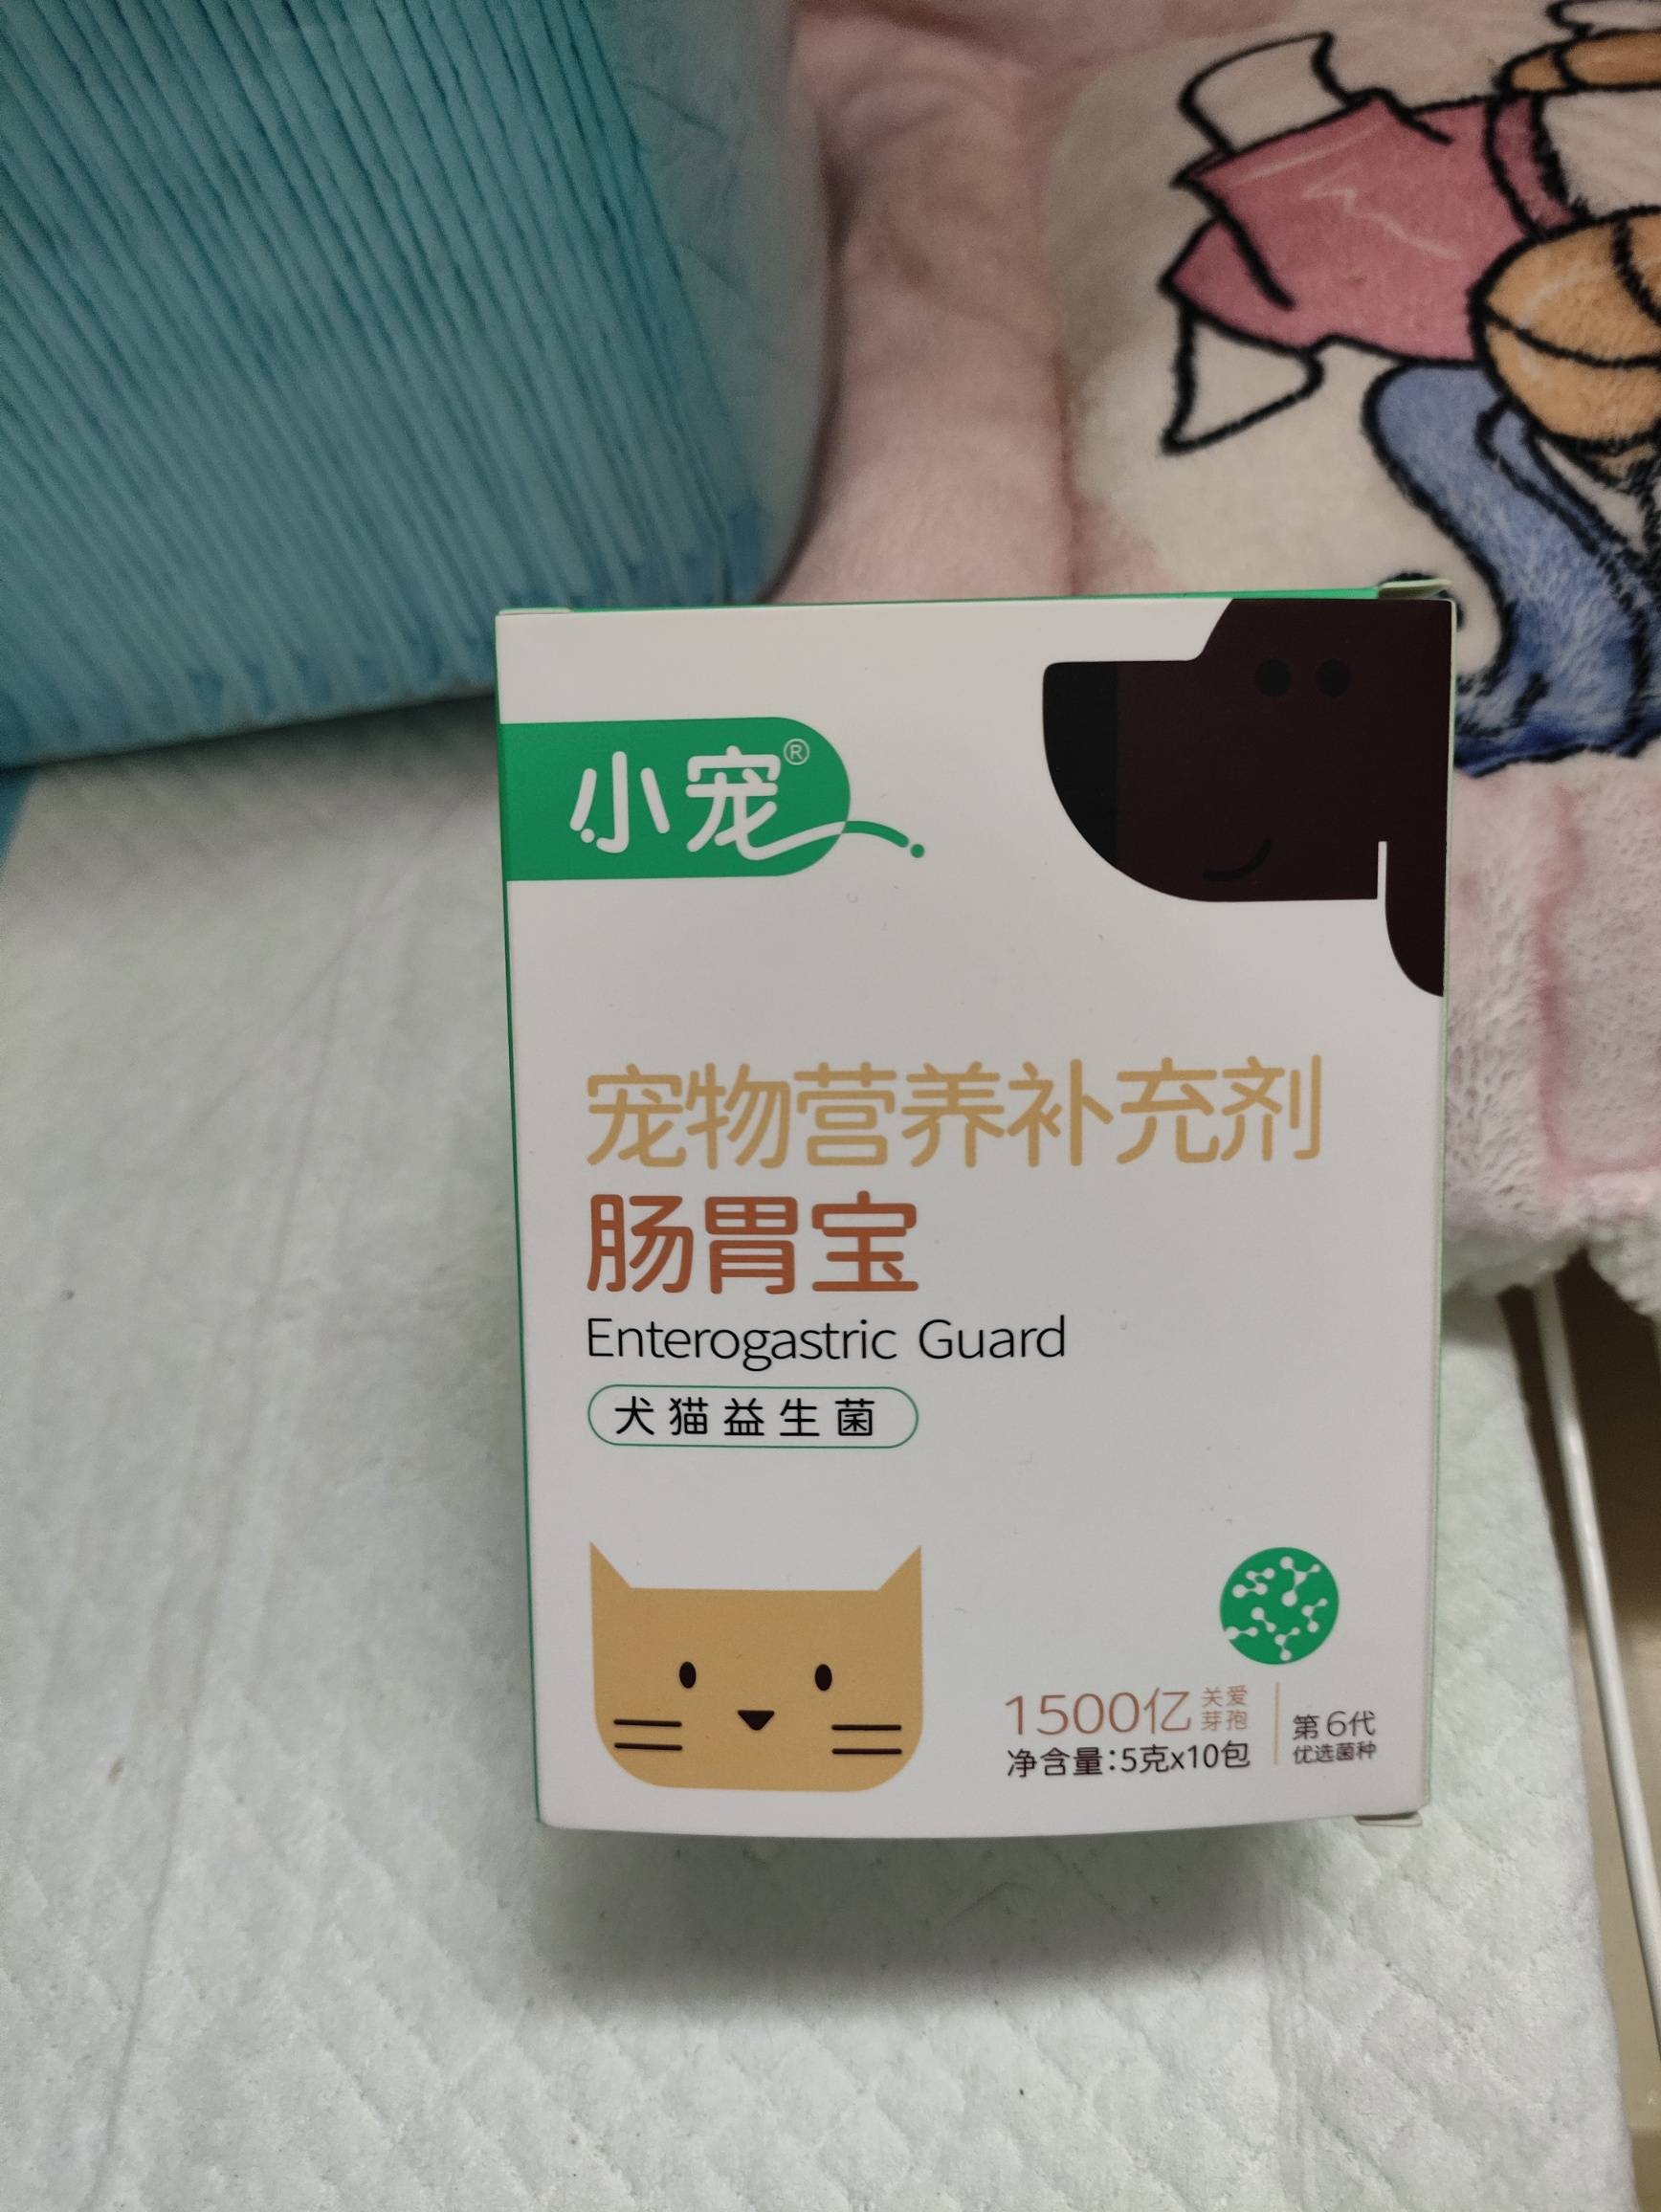 小宠®
宠物营养补充剂
肠胃宝
Enterogastric Guard
犬猫益生菌
1500亿 关爱芽孢
净含量:5克x10包
第6代
优选菌种